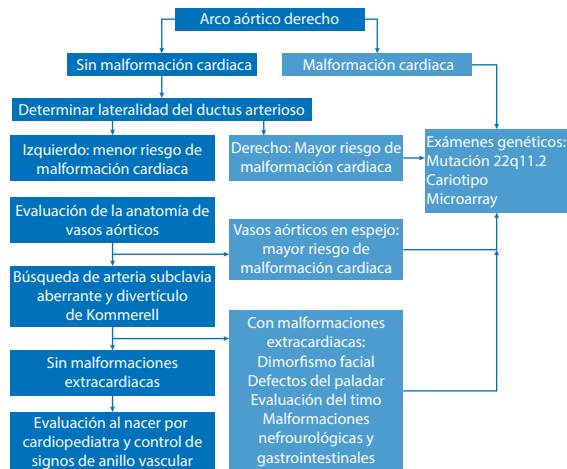 Arco aórtico derecho
Sin malformación cardiaca
Malformación cardiaca
Determinar lateralidad del ductus arterioso
Izquierdo: menor riesgo de
malformación cardiaca
Derecho: Mayor riesgo de
malformación cardiaca
Exámenes genéticos:
Mutación 22q11.2
Cariotipo
Microarray
Evaluación de la anatomía de
vasos aórticos
Vasos aórticos en espejo:
mayor riesgo de
malformación cardiaca
Búsqueda de arteria subclavia
aberrante y divertículo
de Kommerell
Con malformaciones
extracardiacas:
Dimorfismo facial
Defectos del paladar
Evaluación del timo
Malformaciones
nefrourológicas y
gastrointestinales
Sin malformaciones
extracardiacas
Evaluación al nacer por
cardiopediatra y control de
signos de anillo vascular